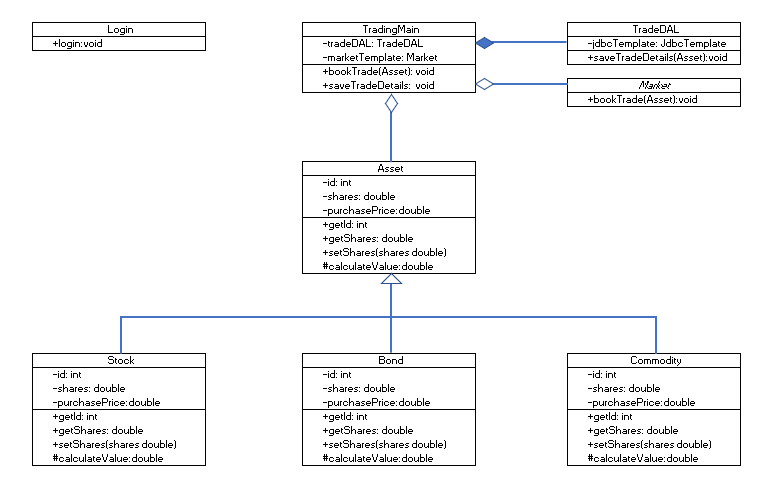 Login
+login:void
TradingMain
-tradeDAL: TradeDAL
-marketTemplate: Market
+bookTrade(Asset): void
+saveTradeDetails: void
TradeDAL
-jdbcTemplate: JdbcTemplate
+saveTradeDetails(Asset):void
Market
+bookTrade(Asset):void
Asset
-id: int
-shares: double
-purchasePrice:double
+getId: int
+getShares: double
+setShares(shares double)
#calculateValue:double
Stock
-id: int
-shares: double
-purchasePrice:double
+getId: int
+getShares: double
+setShares(shares double)
#calculateValue:double
Bond
-id: int
-shares: double
-purchasePrice:double
+getId: int
+getShares: double
+setShares(shares double)
#calculateValue:double
Commodity
-id: int
-shares: double
-purchasePrice:double
+getId: int
+getShares: double
+setShares(shares double)
#calculateValue:double